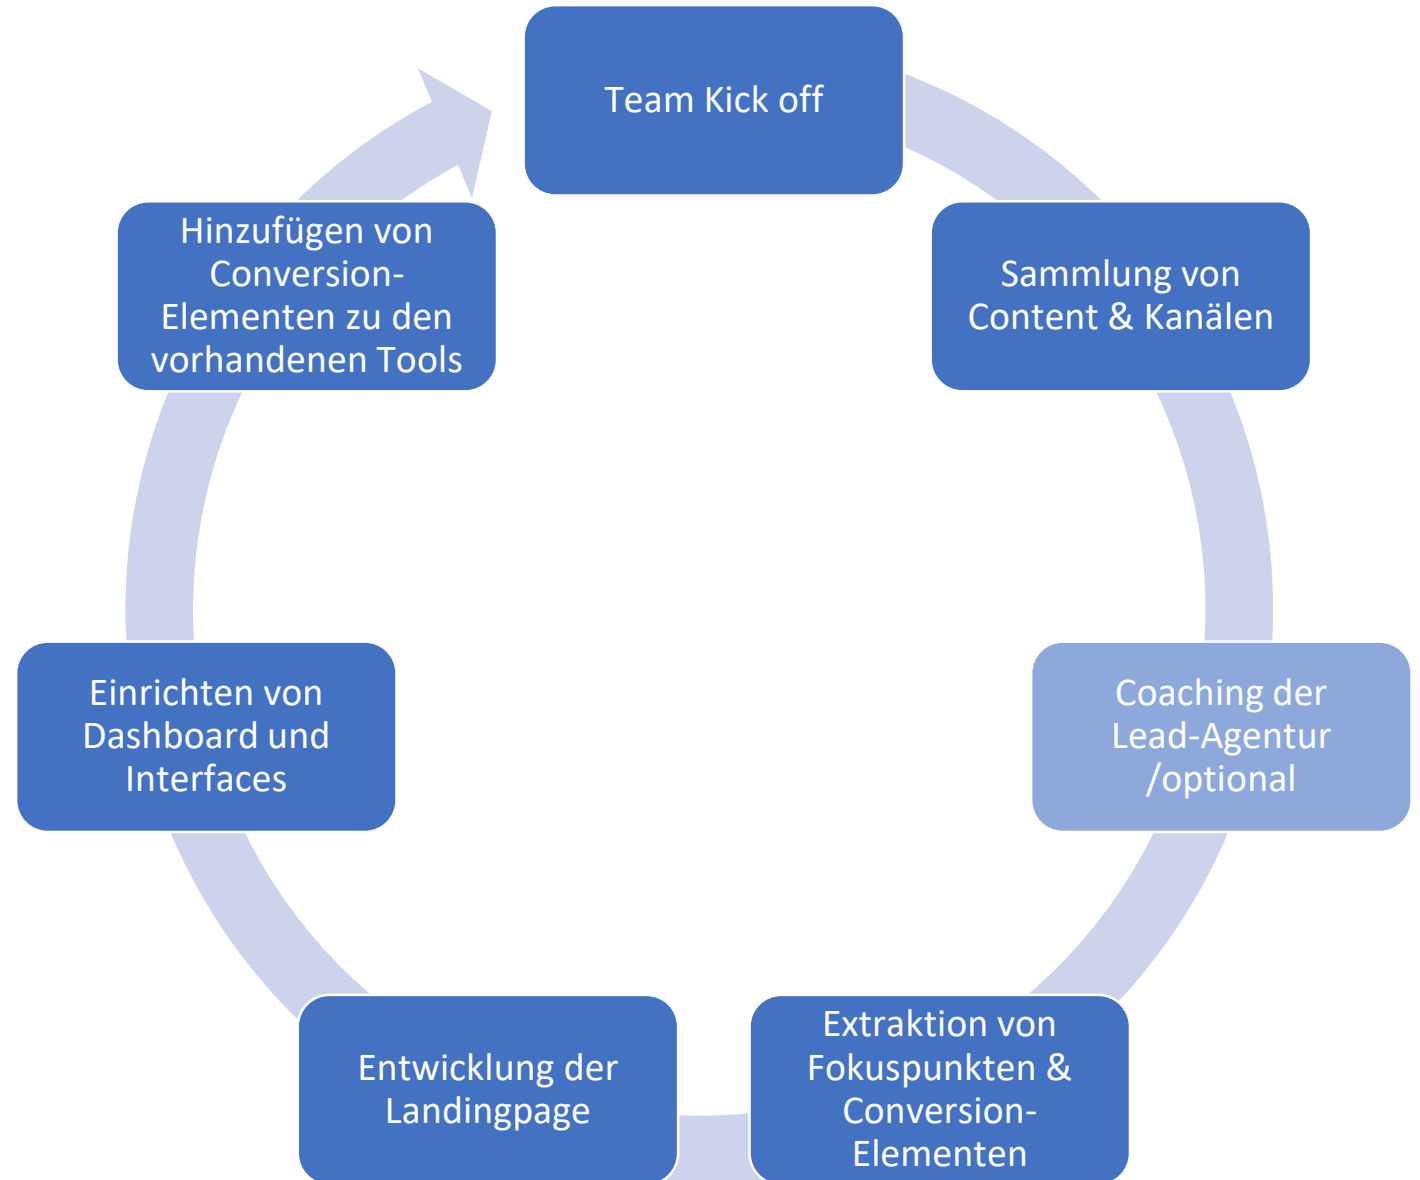 Team Kick off
Sammlung von
Content & Kanälen
Coaching der
Lead-Agentur
/optional
Extraktion von
Fokuspunkten &
Conversion-
Elementen
Entwicklung der
Landingpage
Einrichten von
Dashboard und
Interfaces
Hinzufügen von
Conversion-
Elementen zu den
vorhandenen Tools